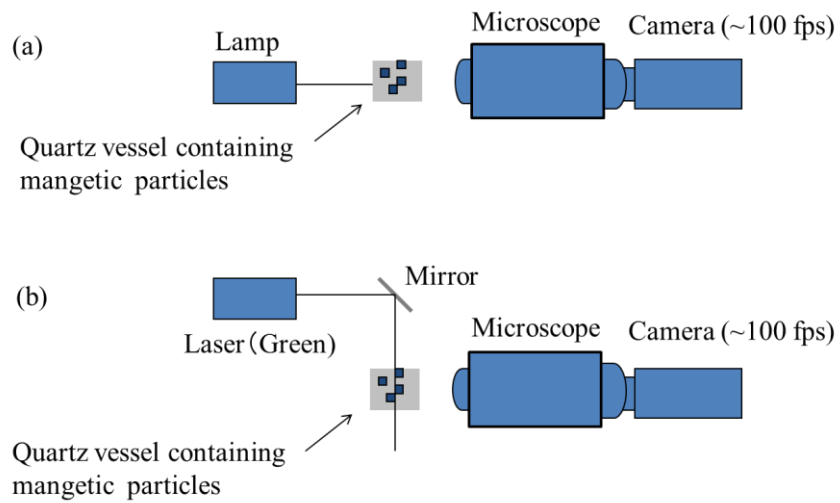 (a)
Lamp
Microscope
Camera (~100 fps)
Quartz vessel containing
mangetic particles
(b)
Mirror
Laser (Green)
Microscope
Camera (~100 fps)
Quartz vessel containing
mangetic particles